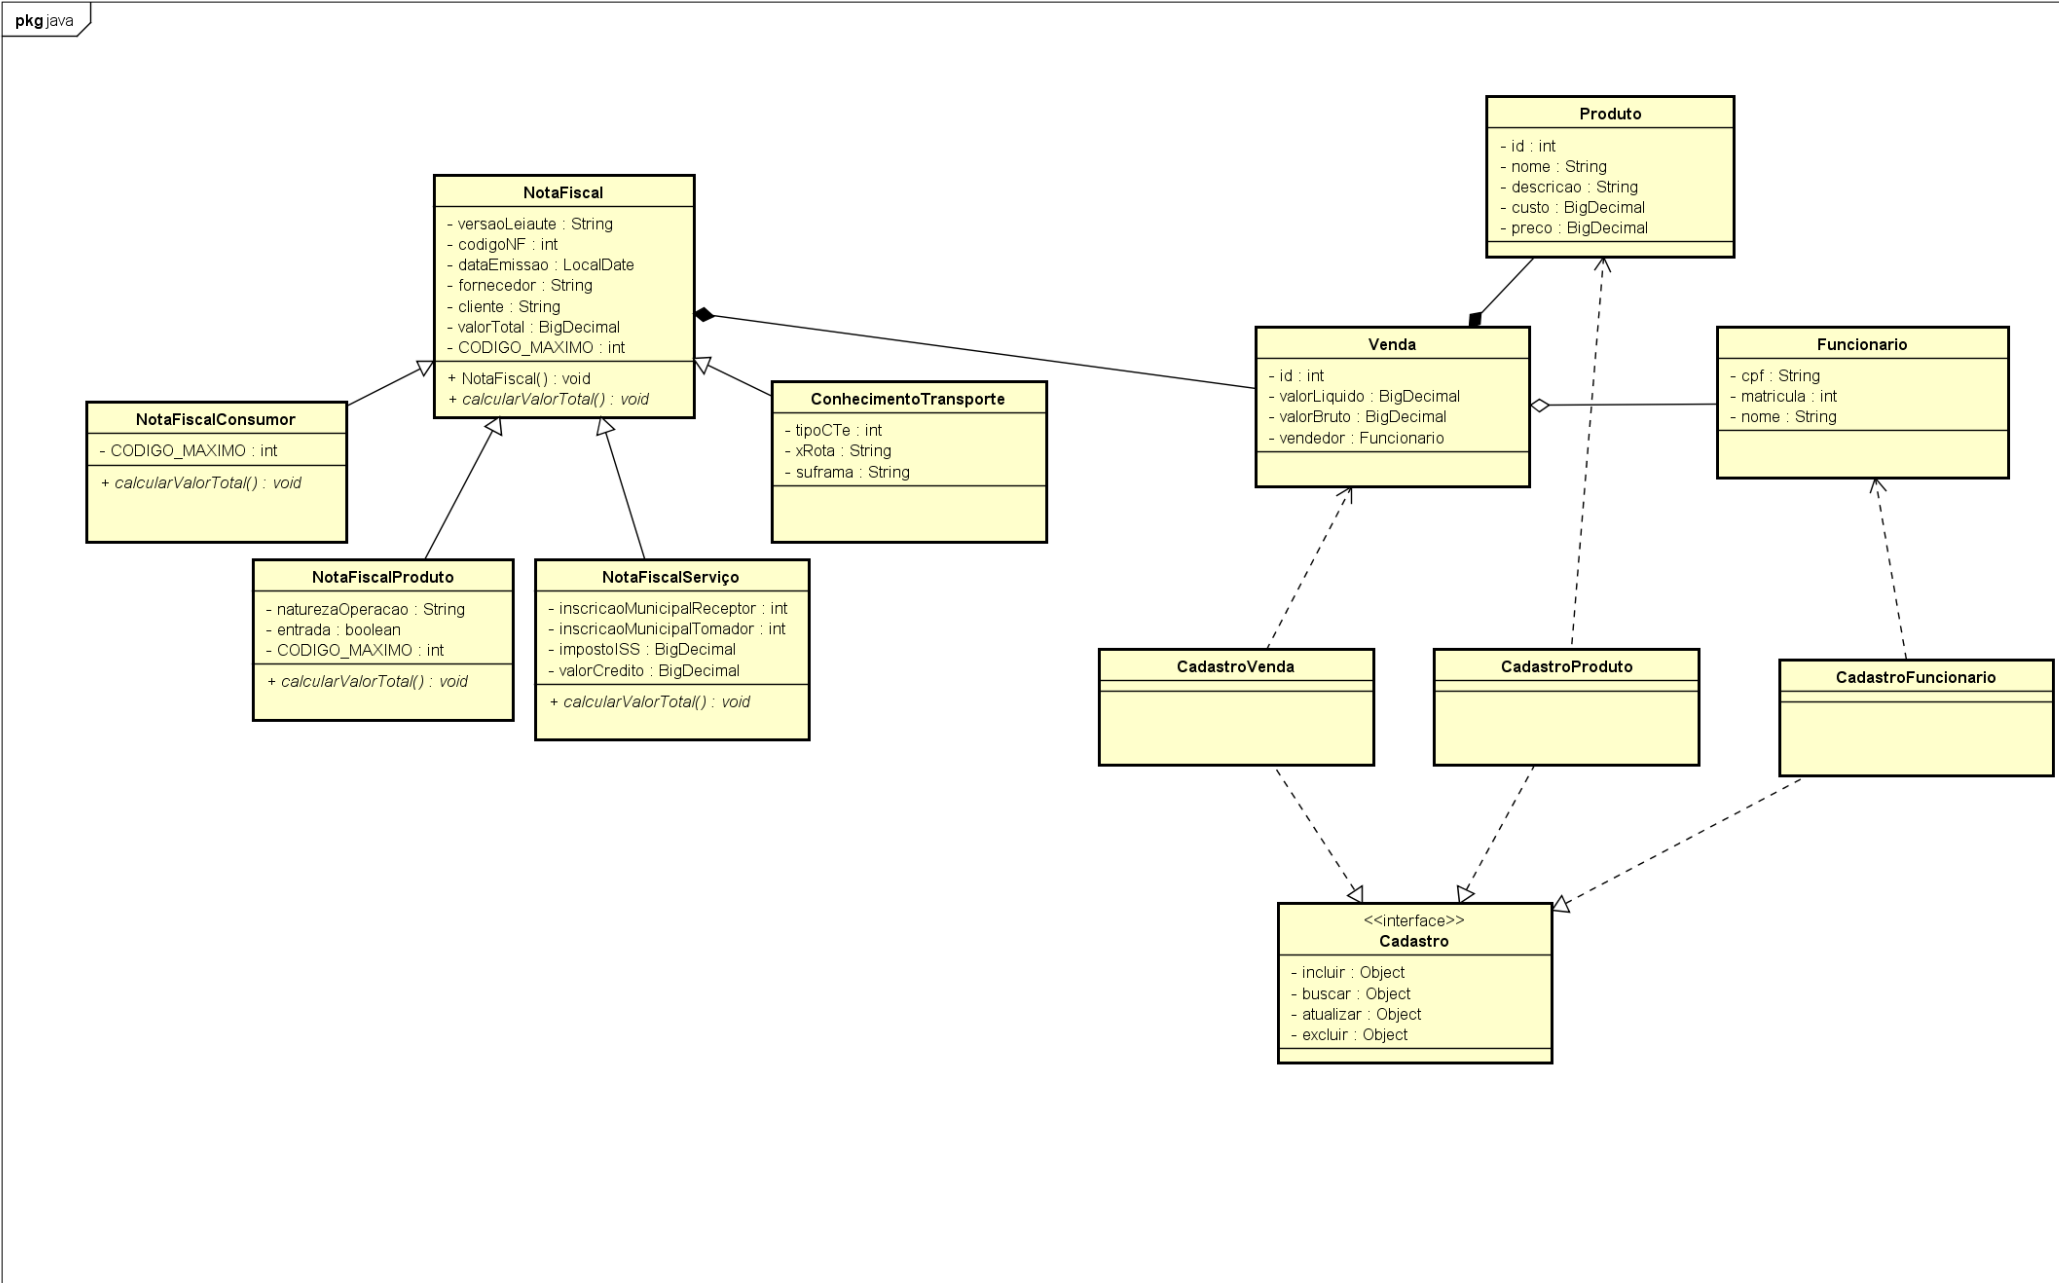 pkg java
Produto
- id : int
- nome : String
- descricao : String
- custo : BigDecimal
- preco : BigDecimal
NotaFiscal
- versaoLeiaute : String
- codigoNF : int
- dataEmissao : LocalDate
- fornecedor : String
- cliente : String
- valorTotal : BigDecimal
- CODIGO_MAXIMO : int
+ NotaFiscal() : void
+ calcularValorTotal() : void
Venda
- id : int
- valorLiquido : BigDecimal
- valorBruto : BigDecimal
- vendedor : Funcionario
Funcionario
- cpf : String
- matricula : int
- nome : String
ConhecimentoTransporte
- tipoCTe : int
- xRota : String
- suframa : String
NotaFiscalConsumor
- CODIGO_MAXIMO : int
+ calcularValorTotal() : void
NotaFiscalProduto
- naturezaOperacao : String
- entrada : boolean
- CODIGO_MAXIMO : int
+ calcularValorTotal() : void
NotaFiscalServiço
- inscricaoMunicipalReceptor : int
- inscricaoMunicipalTomador : int
- impostoISS : BigDecimal
- valorCredito : BigDecimal
+ calcularValorTotal() : void
CadastroVenda
CadastroProduto
CadastroFuncionario
<<interface>>
Cadastro
- incluir : Object
- buscar : Object
- atualizar : Object
- excluir : Object